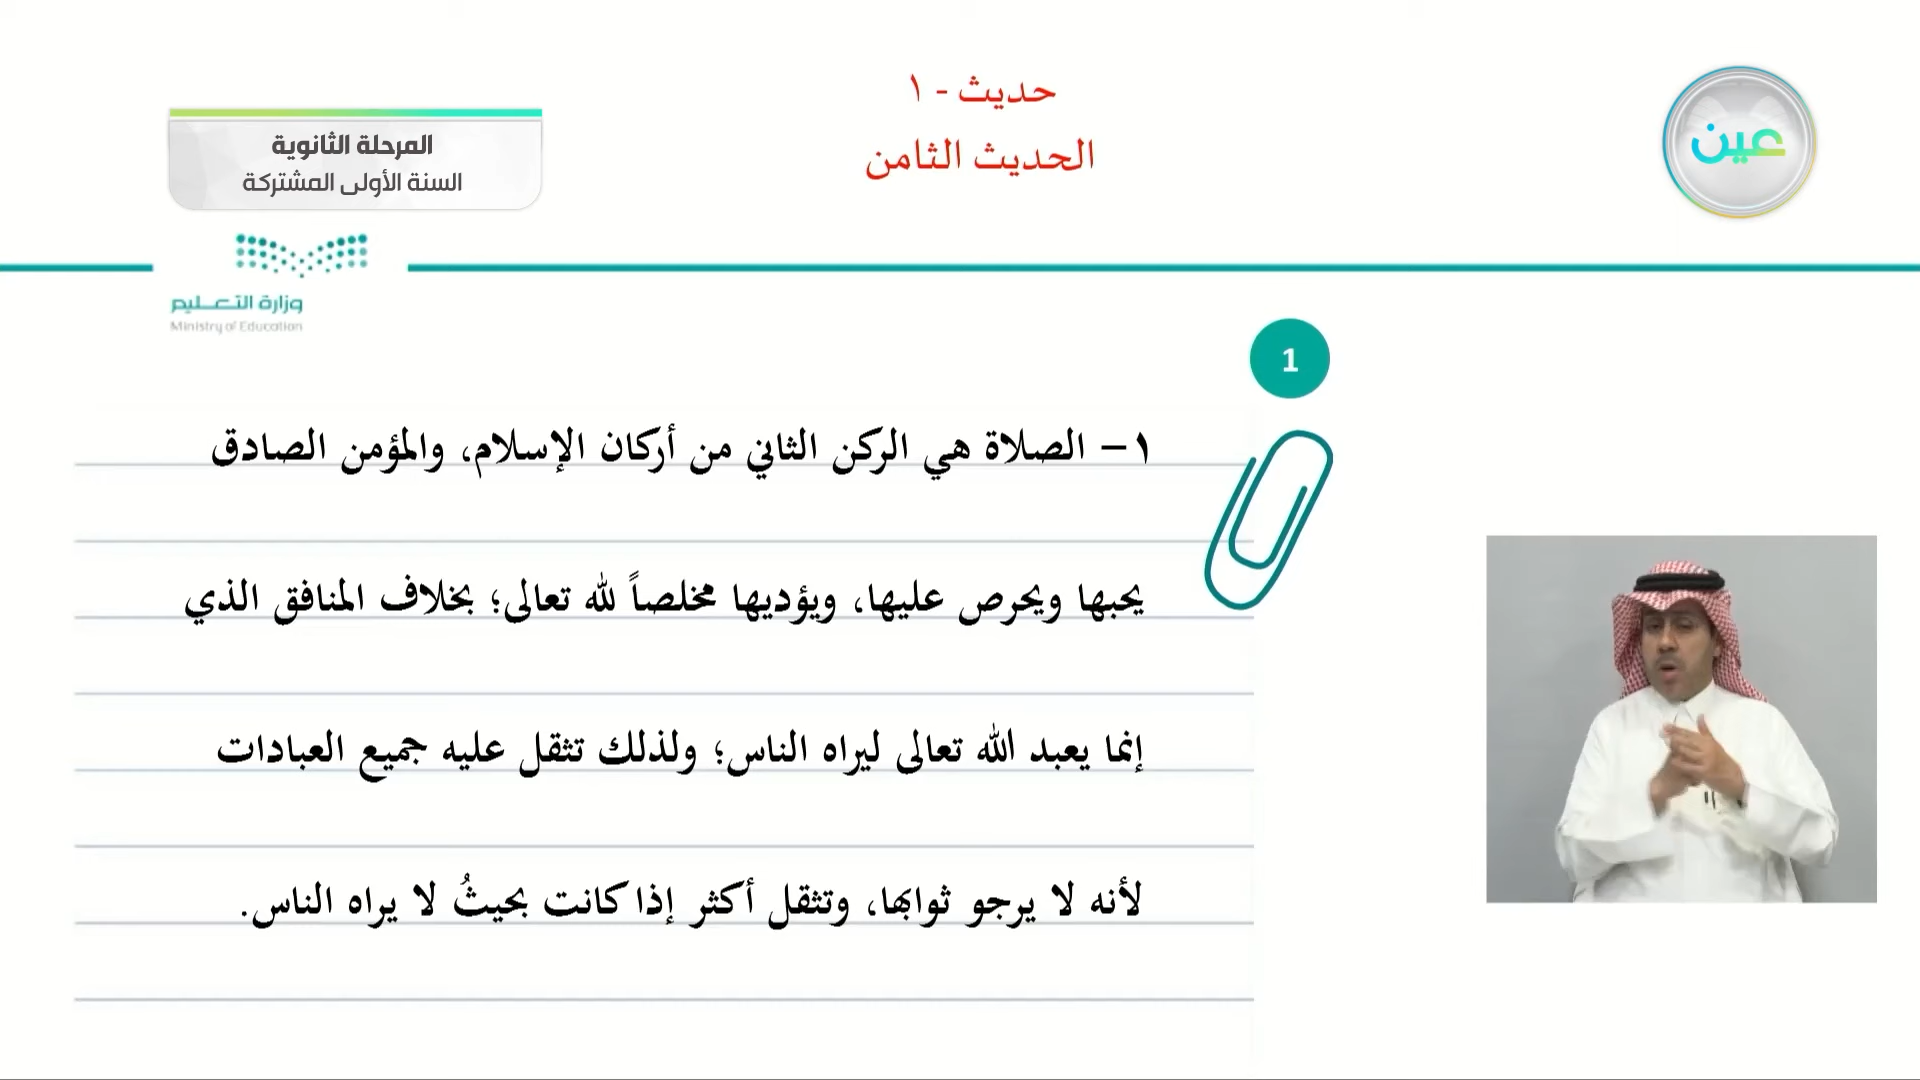 حديث - ١
الحديث الثامن
عين
المرحلة الثانوية
السنة الأولى المشتركة
وزارة التعليم
Ministry of Education
1
١– الصلاة هي الركن الثاني من أركان الإسلام، والمؤمن الصادق
يحبها ويحرص عليها، ويؤديها مخلصاً لله تعالى؛ بخلاف المنافق الذي
إنما يعبد الله تعالى ليراه الناس؛ ولذلك تثقل عليه جميع العبادات
لأنه لا يرجو ثوابها، وتثقل أكثر إذا كانت بحيثُ لا يراه الناس.